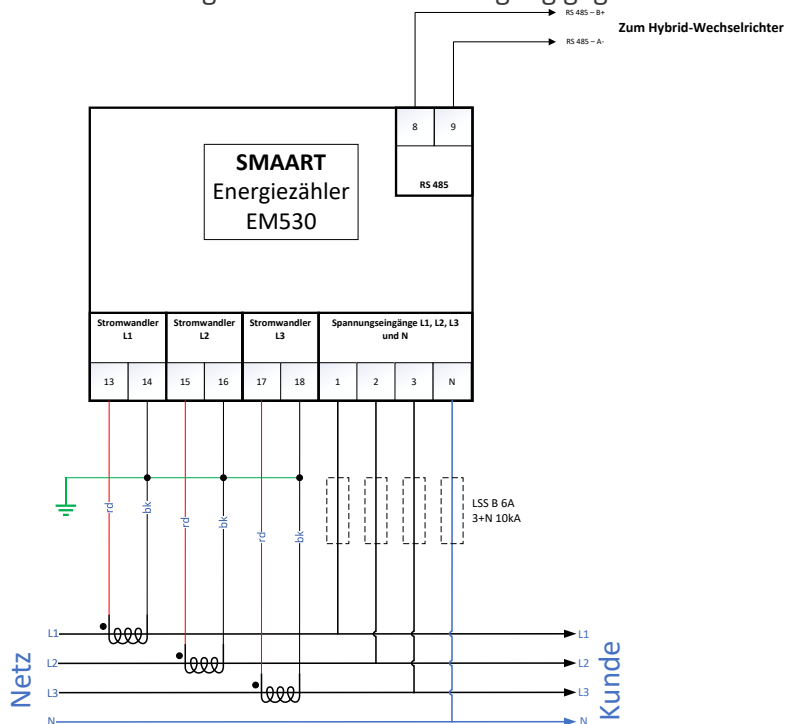 RS 485 – B+
Zum Hybrid-Wechselrichter
RS 485 – A-
8 9
SMAART
Energiezähler
EM530
RS 485
Stromwandler L1
Stromwandler L2
Stromwandler L3
Spannungseingänge L1, L2, L3 und N
13 14 15 16 17 18 1 2 3 N
rd
bk
rd
bk
rd
bk
LSS B 6A
3+N 10kA
Netz
L1
L2
L3
N
L1
L2
L3
N
Kunde